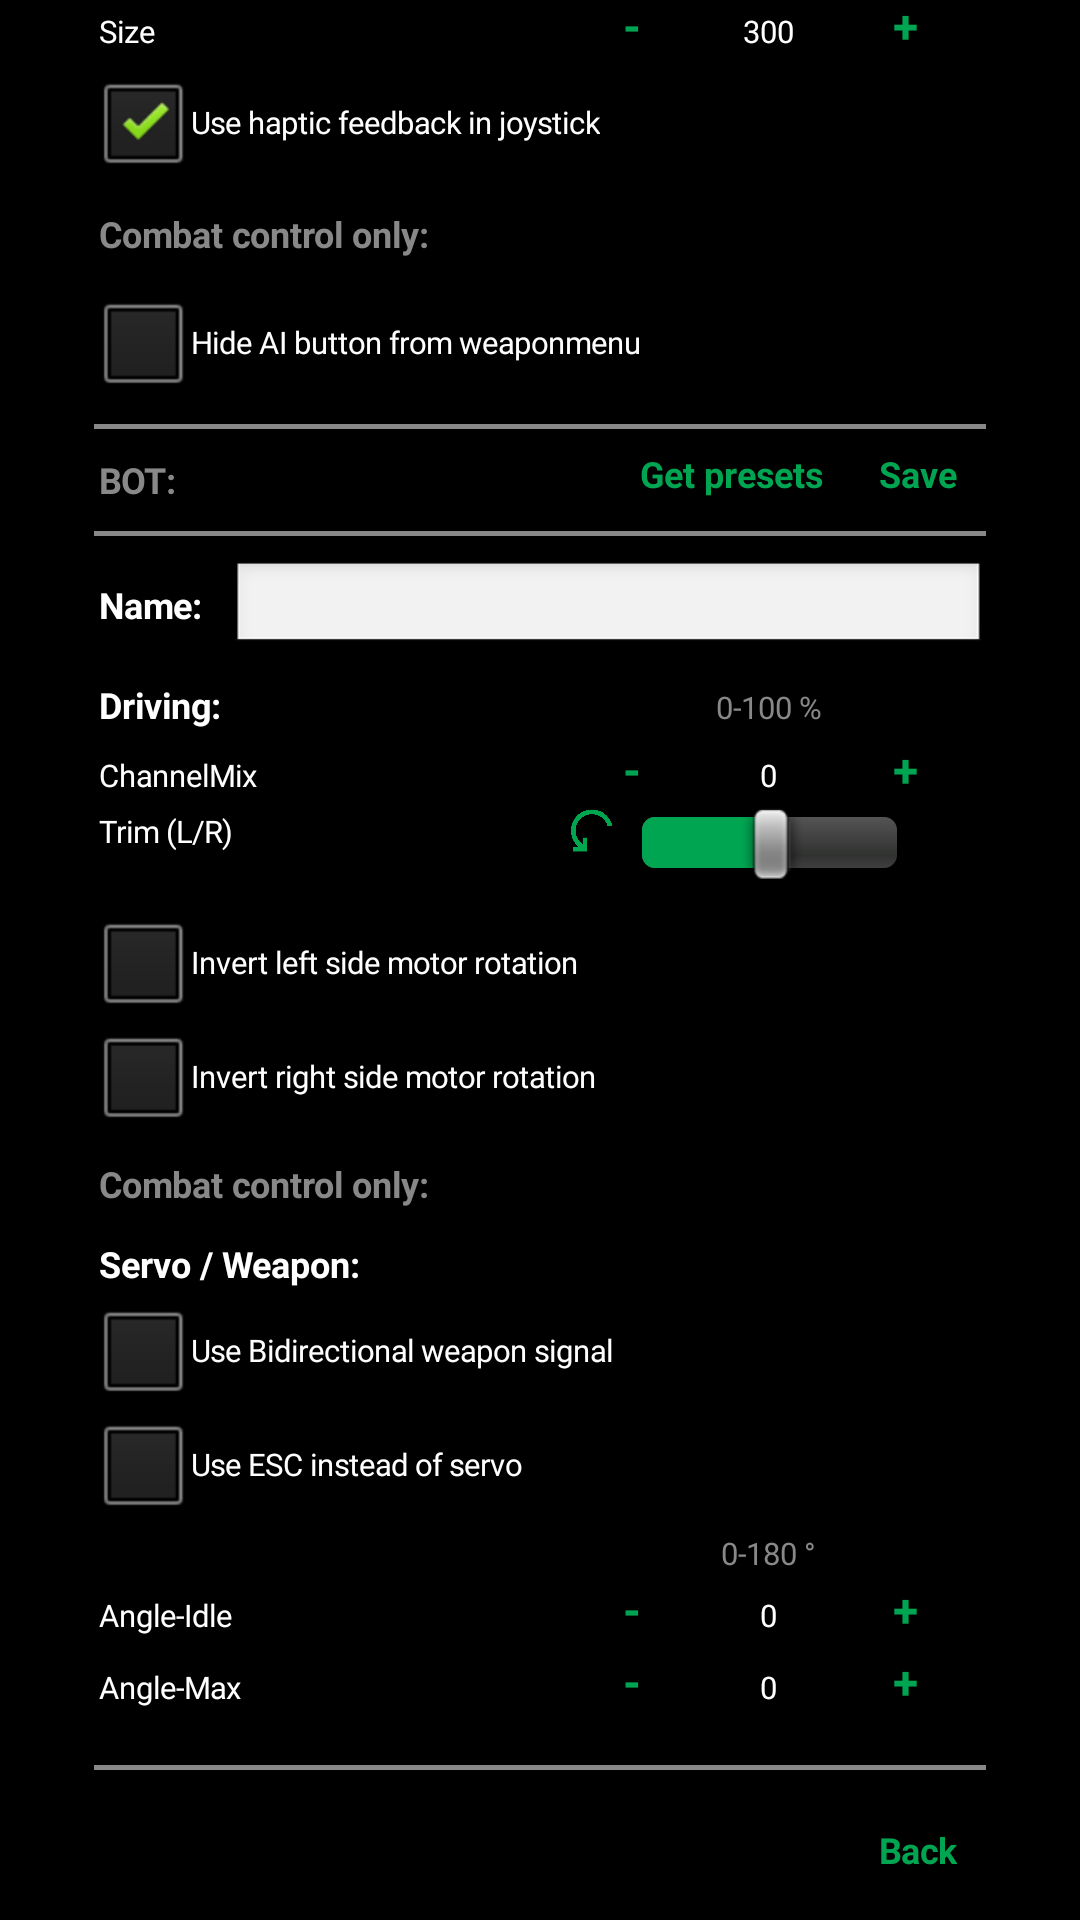 Size - 300 +
Use haptic feedback in joystick
Combat control only:
Hide AI button from weaponmenu
BOT: Get presets Save
Name:
Driving: 0-100 %
ChannelMix - 0 +
Trim (L/R)
Invert left side motor rotation
Invert right side motor rotation
Combat control only:
Servo / Weapon:
Use Bidirectional weapon signal
Use ESC instead of servo
0-180 °
Angle-Idle - 0 +
Angle-Max - 0 +
Back